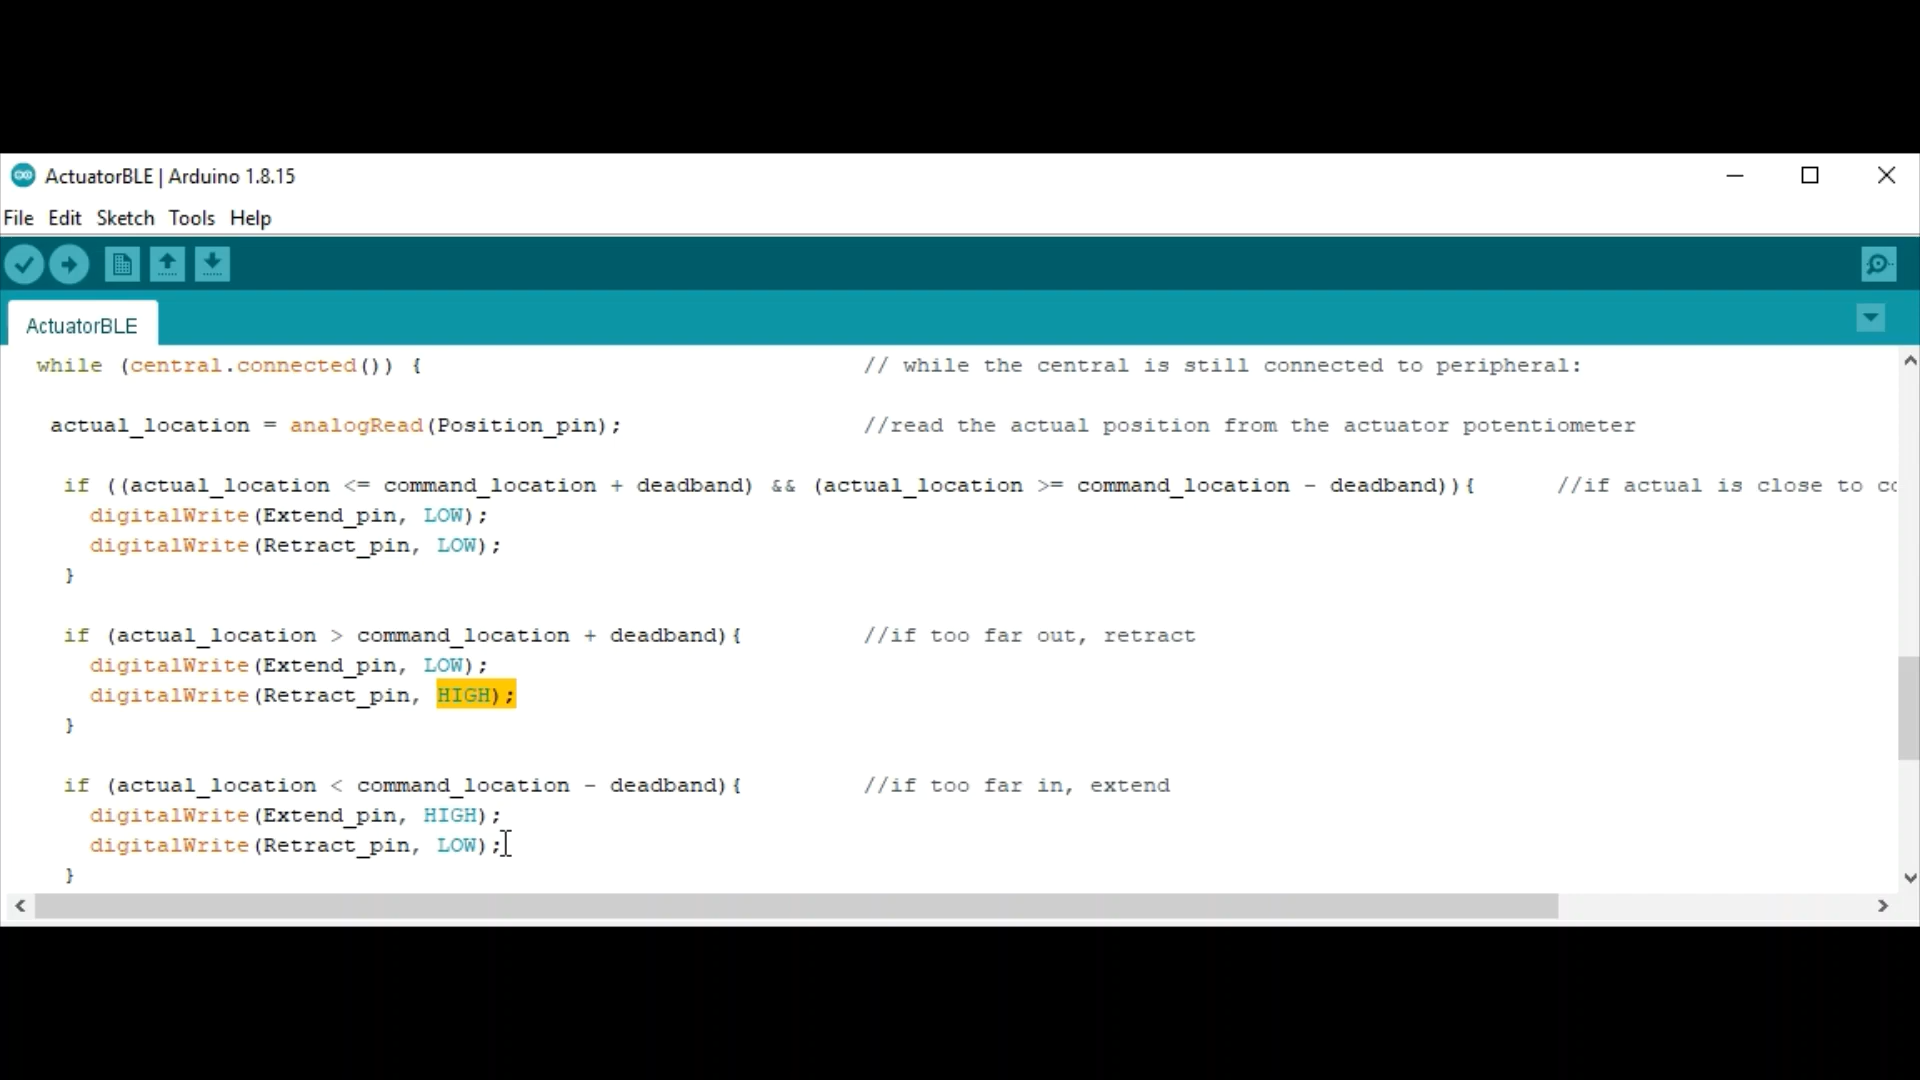 ActuatorBLE | Arduino 1.8.15
File Edit Sketch Tools Help
ActuatorBLE
while (central.connected()) { // while the central is still connected to peripheral:
actual_location = analogRead(Position_pin); //read the actual position from the actuator potentiometer
if ((actual_location <= command_location + deadband) && (actual_location >= command_location - deadband)){ //if actual is close to
digitalWrite(Extend_pin, LOW);
digitalWrite(Retract_pin, LOW);
}
if (actual_location > command_location + deadband){ //if too far out, retract
digitalWrite(Extend_pin, LOW);
digitalWrite(Retract_pin, HIGH);
}
if (actual_location < command_location - deadband){ //if too far in, extend
digitalWrite(Extend_pin, HIGH);
digitalWrite(Retract_pin, LOW);
}